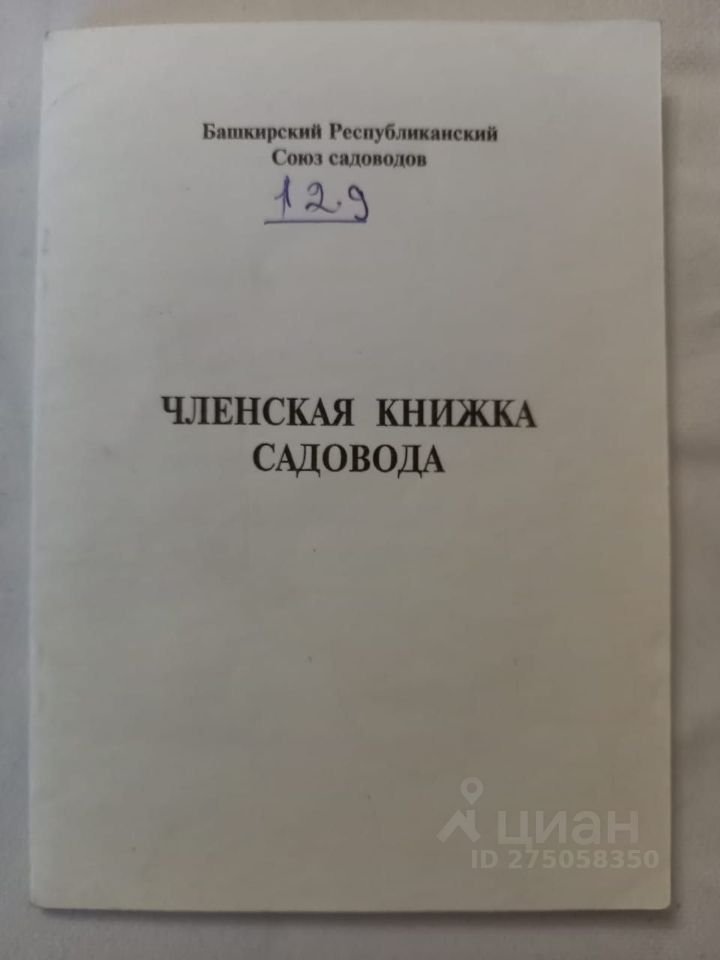 Башкирский Республиканский
Союз садоводов
129
ЧЛЕНСКАЯ КНИЖКА
САДОВОДА
циан
ID 275058350